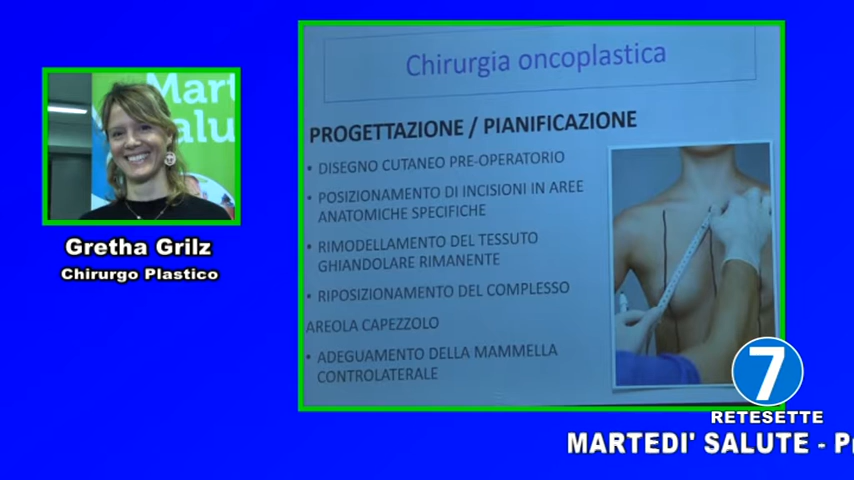 Mart
alu
Gretha Grilz
Chirurgo Plastico
Chirurgia oncoplastica
PROGETTAZIONE / PIANIFICAZIONE
• DISEGNO CUTANEO PRE-OPERATORIO
• POSIZIONAMENTO DI INCISIONI IN AREE
ANATOMICHE SPECIFICHE
• RIMODELLAMENTO DEL TESSUTO
GHIANDOLARE RIMANENTE
• RIPOSIZIONAMENTO DEL COMPLESSO
AREOLA CAPEZZOLO
• ADEGUAMENTO DELLA MAMMELLA
CONTROLATERALE
7
RETESETTE
MARTEDI' SALUTE - P